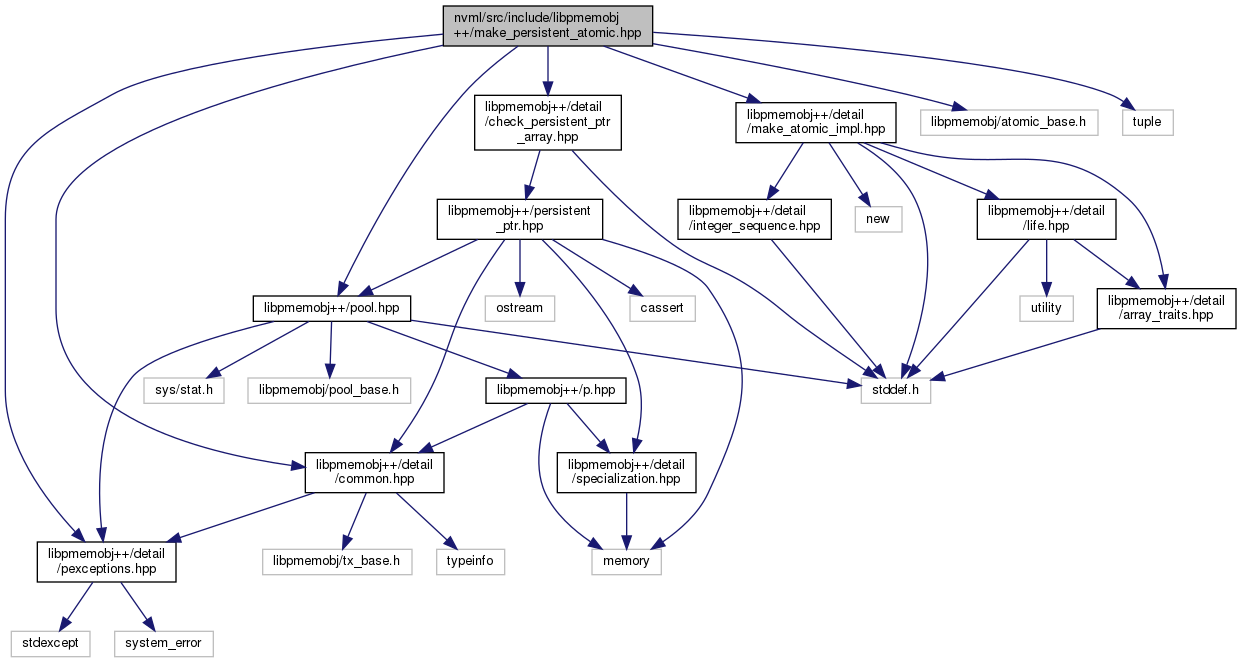 nvml/src/include/libpmemobj
++/make_persistent_atomic.hpp
libpmemobj++/detail
/check_persistent_ptr
_array.hpp
libpmemobj++/detail
/make_atomic_impl.hpp
libpmemobj/atomic_base.h
tuple
libpmemobj++/persistent
_ptr.hpp
libpmemobj++/detail
/integer_sequence.hpp
new
libpmemobj++/detail
/life.hpp
libpmemobj++/pool.hpp
ostream
cassert
utility
libpmemobj++/detail
/array_traits.hpp
sys/stat.h
libpmemobj/pool_base.h
libpmemobj++/p.hpp
stddef.h
libpmemobj++/detail
/common.hpp
libpmemobj++/detail
/specialization.hpp
libpmemobj++/detail
/pexceptions.hpp
libpmemobj/tx_base.h
typeinfo
memory
stdexcept
system_error